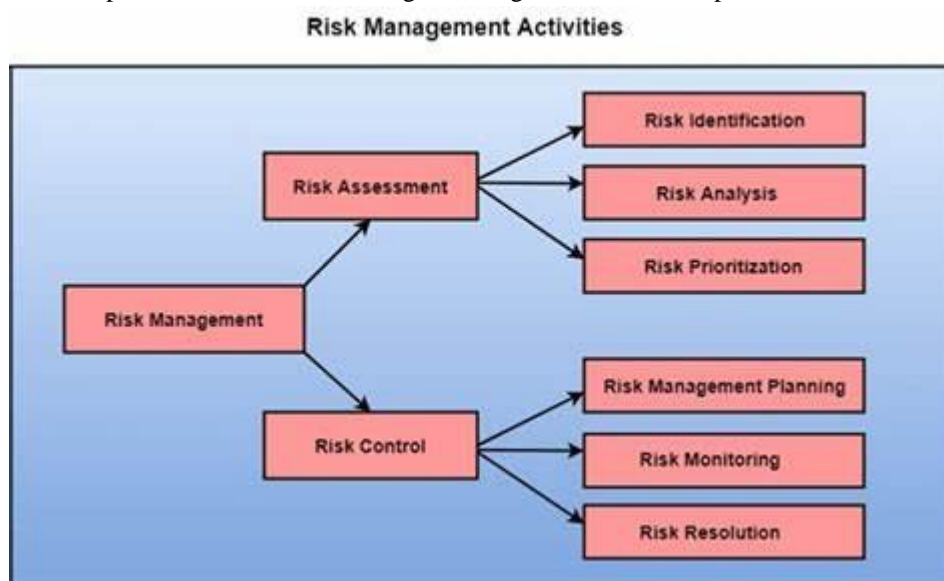 Risk Management Activities
Risk Identification
Risk Assessment
Risk Analysis
Risk Prioritization
Risk Management
Risk Management Planning
Risk Control
Risk Monitoring
Risk Resolution